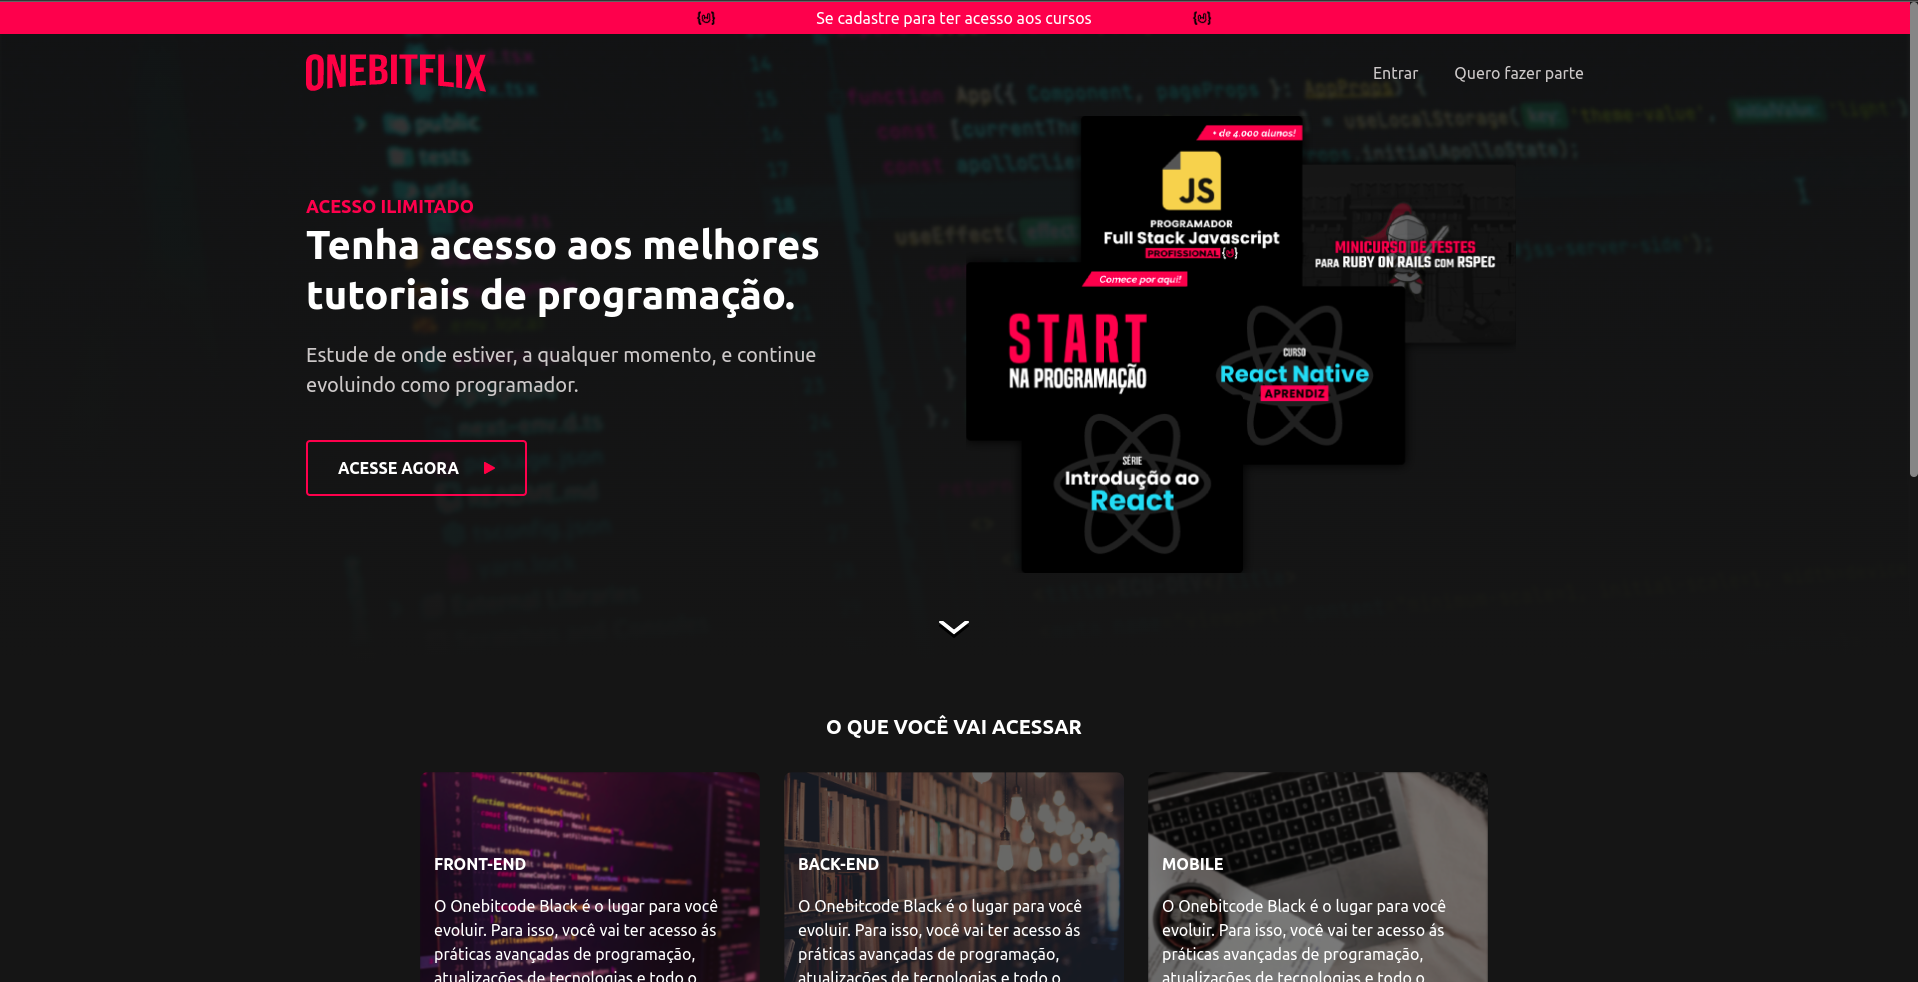 Se cadastre para ter acesso aos cursos
ONEBITFLIX
Entrar
Quero fazer parte
ACESSO ILIMITADO
Tenha acesso aos melhores
tutoriais de programação.
Estude de onde estiver, a qualquer momento, e continue
evoluindo como programador.
ACESSE AGORA
+ de 4.000 alunos!
JS
PROGRAMADOR
Full Stack Javascript
PROFISSIONAL
MINICURSO DE TESTES
PARA RUBY ON RAILS COM RSPEC
Comece por aqui!
START
NA PROGRAMAÇÃO
CURSO
React Native
APRENDIZ
SÉRIE
Introdução ao
React
O QUE VOCÊ VAI ACESSAR
FRONT-END
O Onebitcode Black é o lugar para você
evoluir. Para isso, você vai ter acesso ás
práticas avançadas de programação,
atualizações de tecnologias e todo o
BACK-END
O Onebitcode Black é o lugar para você
evoluir. Para isso, você vai ter acesso ás
práticas avançadas de programação,
atualizações de tecnologias e todo o
MOBILE
O Onebitcode Black é o lugar para você
evoluir. Para isso, você vai ter acesso ás
práticas avançadas de programação,
atualizações de tecnologias e todo o